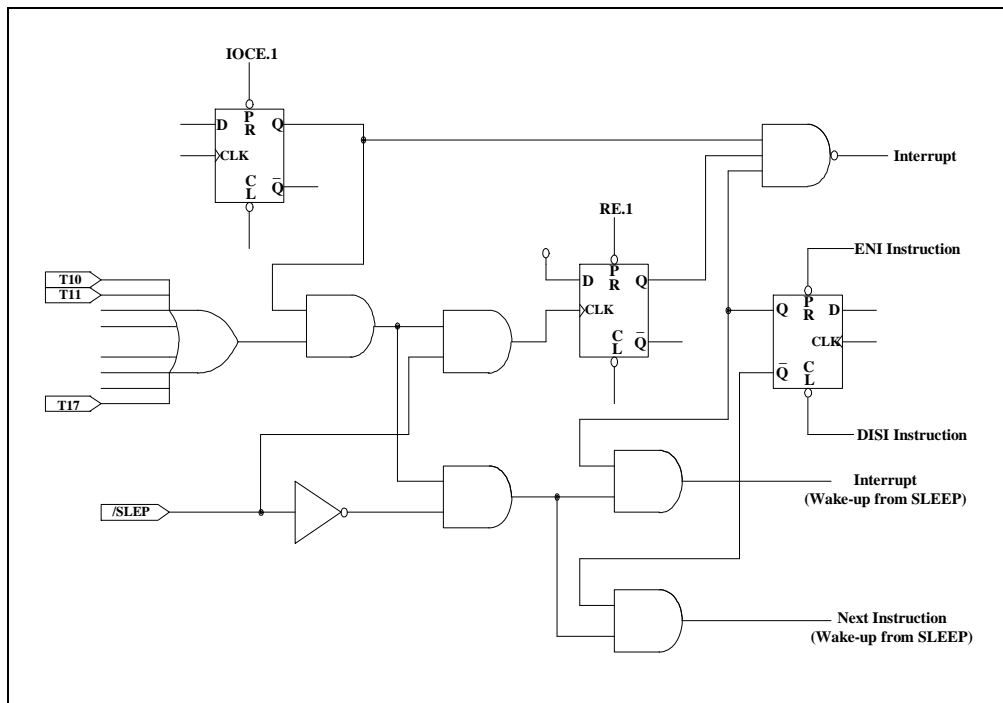 IOCE.1
D
P
R
Q
CLK
C
L
Q̅
Interrupt
RE.1
D
P
R
Q
CLK
C
L
Q̅
T10
T11
T17
ENI Instruction
Q
P
R
D
CLK
Q̅
C
L
DISI Instruction
/SLEP
Interrupt
(Wake-up from SLEEP)
Next Instruction
(Wake-up from SLEEP)